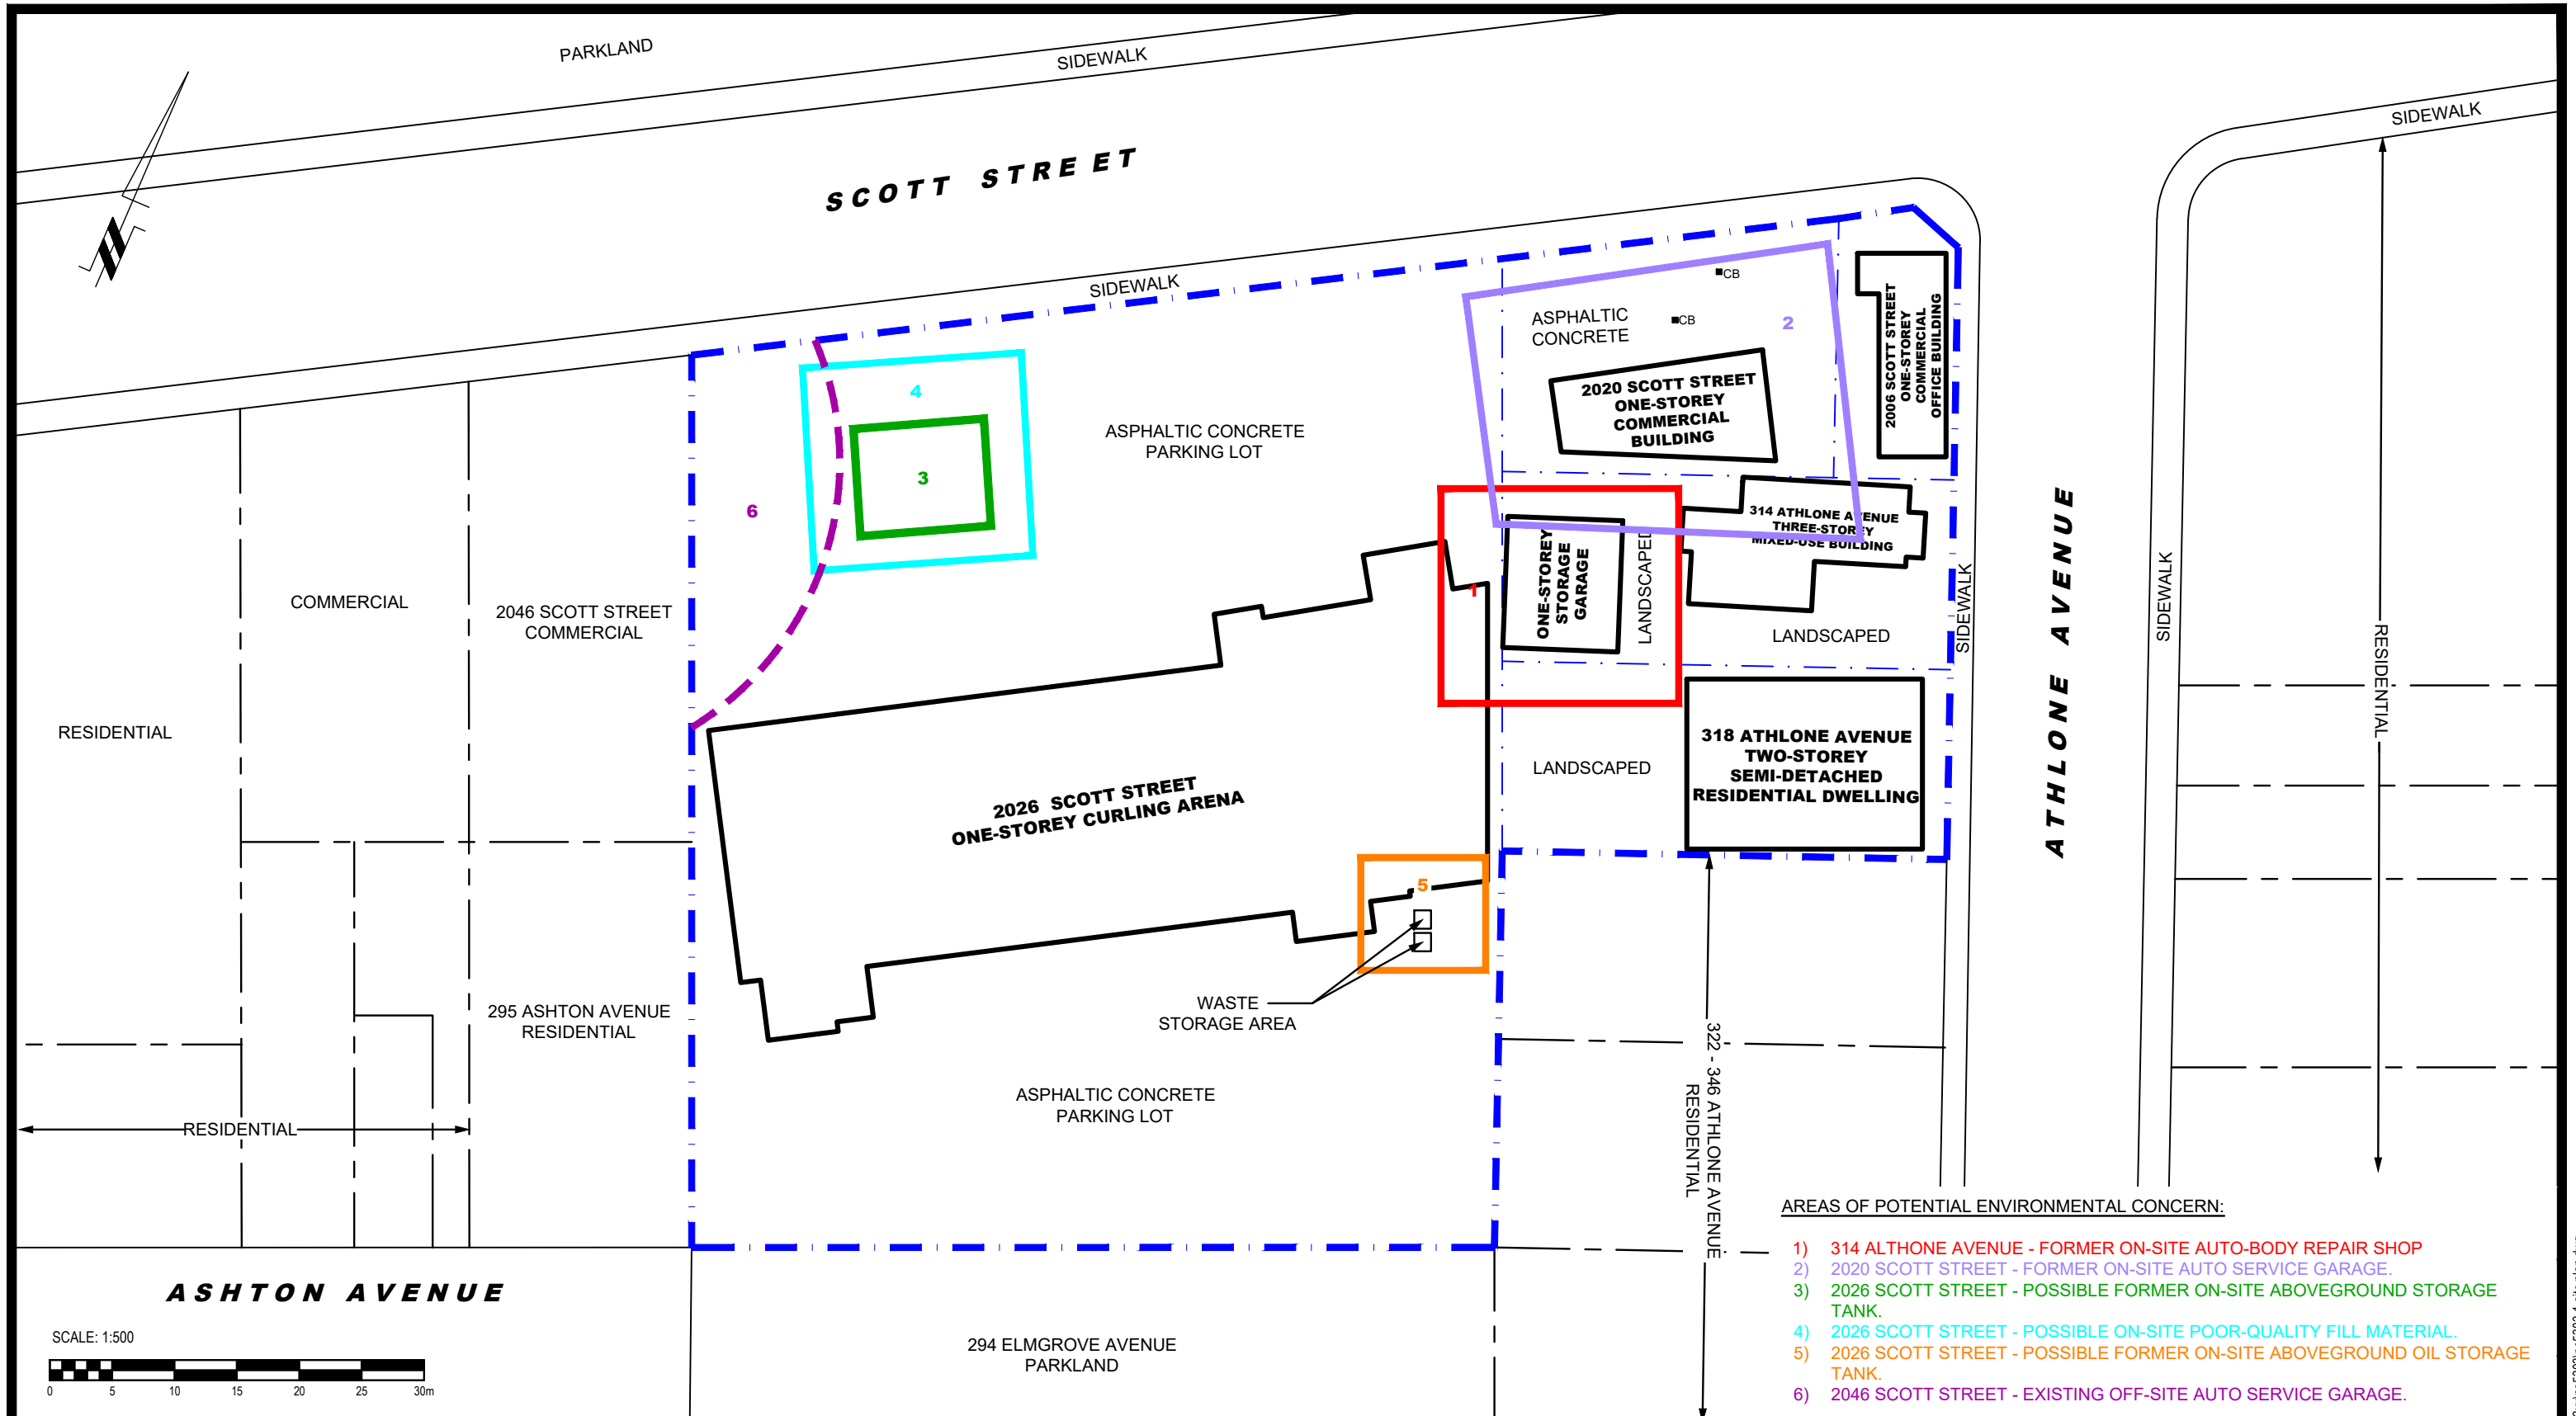 PARKLAND
SIDEWALK
SIDEWALK
SCOTT STREET
SIDEWALK
CB
CB
ASPHALTIC
CONCRETE
2
2006 SCOTT STREET
ONE-STOREY
COMMERCIAL
OFFICE BUILDING
4
2020 SCOTT STREET
ONE-STOREY
COMMERCIAL
BUILDING
ASPHALTIC CONCRETE
PARKING LOT
3
6
314 ATHLONE AVENUE
THREE-STOREY
MIXED-USE BUILDING
ONE-STOREY
STORAGE
GARAGE
LANDSCAPED
1
COMMERCIAL
2046 SCOTT STREET
COMMERCIAL
LANDSCAPED
SIDEWALK
ATHLONE AVENUE
SIDEWALK
RESIDENTIAL
RESIDENTIAL
318 ATHLONE AVENUE
TWO-STOREY
SEMI-DETACHED
RESIDENTIAL DWELLING
LANDSCAPED
2026 SCOTT STREET
ONE-STOREY CURLING ARENA
5
WASTE
STORAGE AREA
295 ASHTON AVENUE
RESIDENTIAL
RESIDENTIAL
ASPHALTIC CONCRETE
PARKING LOT
322 - 346 ATHLONE AVENUE
RESIDENTIAL
ASHTON AVENUE
SCALE: 1:500
0 5 10 15 20 25 30m
294 ELMGROVE AVENUE
PARKLAND
AREAS OF POTENTIAL ENVIRONMENTAL CONCERN:
1) 314 ALTHONE AVENUE - FORMER ON-SITE AUTO-BODY REPAIR SHOP
2) 2020 SCOTT STREET - FORMER ON-SITE AUTO SERVICE GARAGE.
3) 2026 SCOTT STREET - POSSIBLE FORMER ON-SITE ABOVEGROUND STORAGE
TANK.
4) 2026 SCOTT STREET - POSSIBLE ON-SITE POOR-QUALITY FILL MATERIAL.
5) 2026 SCOTT STREET - POSSIBLE FORMER ON-SITE ABOVEGROUND OIL STORAGE
TANK.
6) 2046 SCOTT STREET - EXISTING OFF-SITE AUTO SERVICE GARAGE.